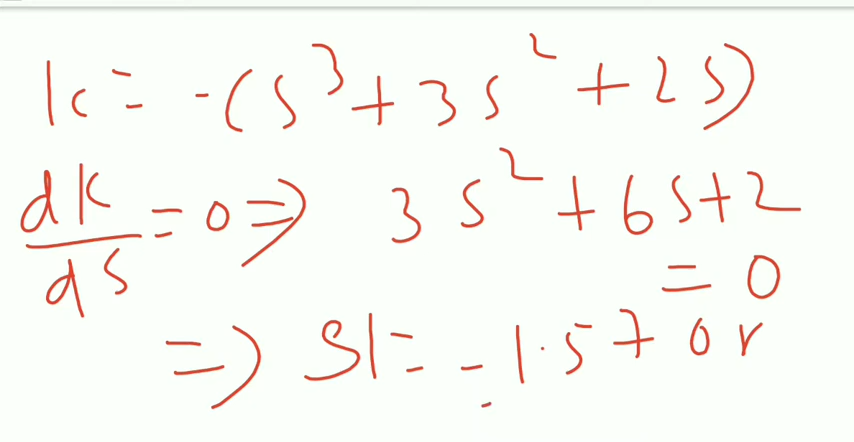 K = -(s³ + 3s² + 2s)
dK/ds = 0 ⇒ 3s² + 6s + 2
= 0
⇒ S1 = -1.57 or